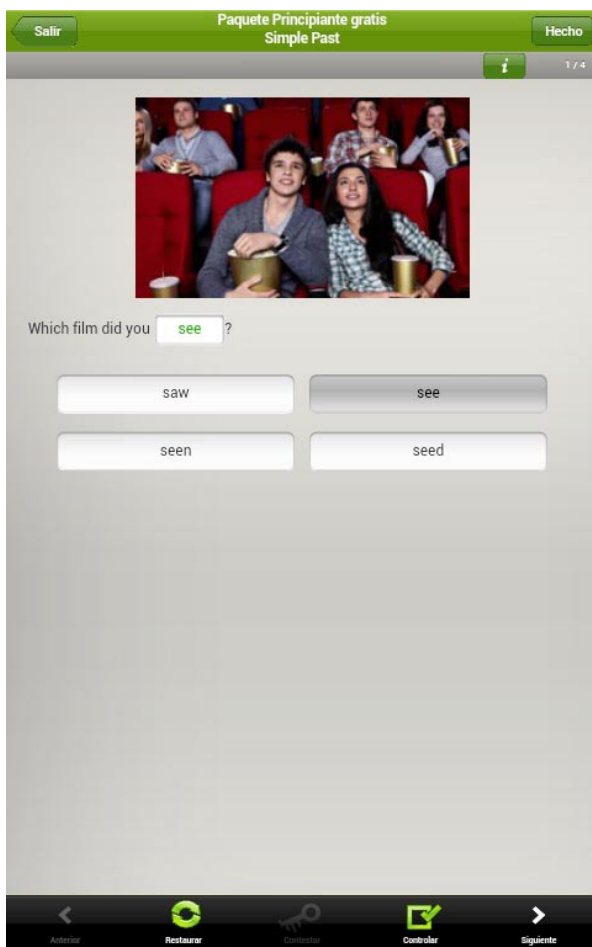 Salir
Paquete Principiante gratis
Simple Past
Hecho
i
1/4
Which film did you see ?
saw
see
seen
seed
Anterior
Restaurar
Contestar
Controlar
Siguiente